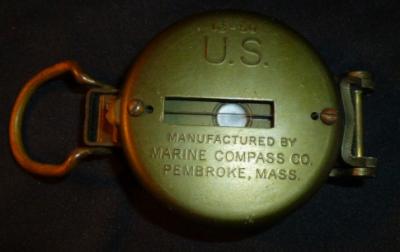 U.S.
MANUFACTURED BY
MARINE COMPASS CO.
PEMBROKE, MASS.